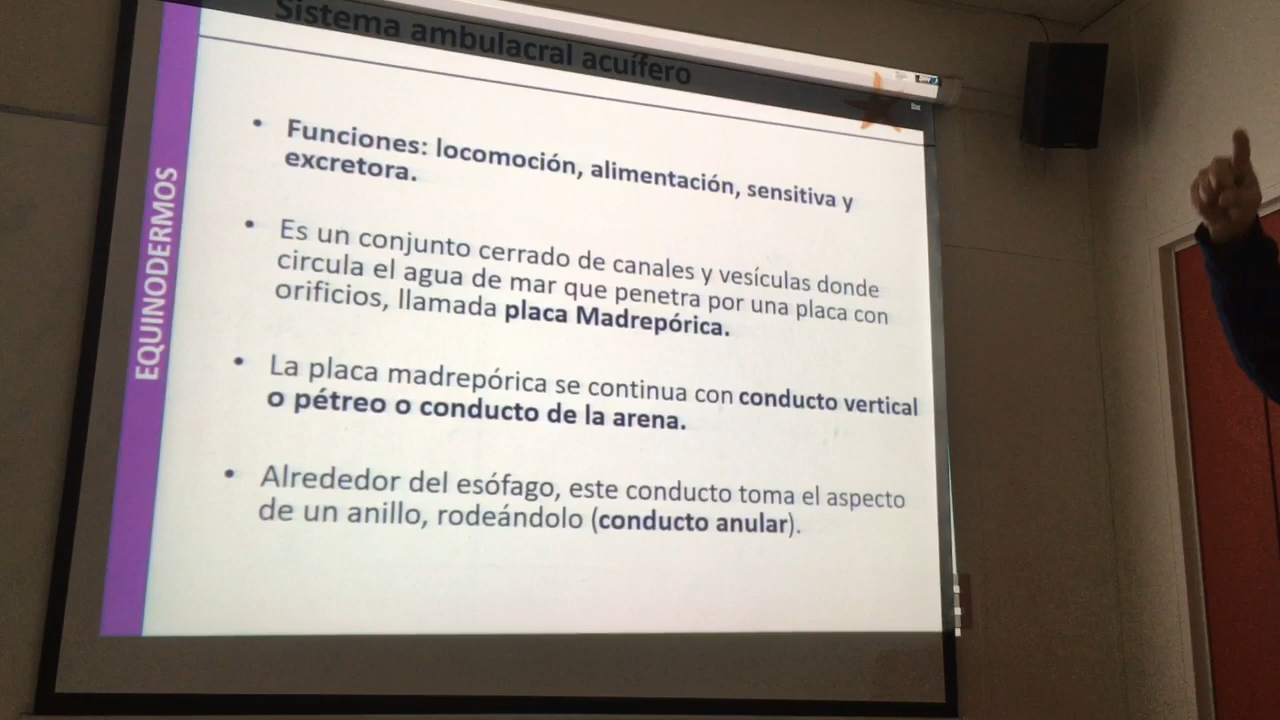 Sistema ambulacral acuífero
EQUINODERMOS
• Funciones: locomoción, alimentación, sensitiva y
excretora.
• Es un conjunto cerrado de canales y vesículas donde
circula el agua de mar que penetra por una placa con
orificios, llamada placa Madrepórica.
• La placa madrepórica se continua con conducto vertical
o pétreo o conducto de la arena.
• Alrededor del esófago, este conducto toma el aspecto
de un anillo, rodeándolo (conducto anular).